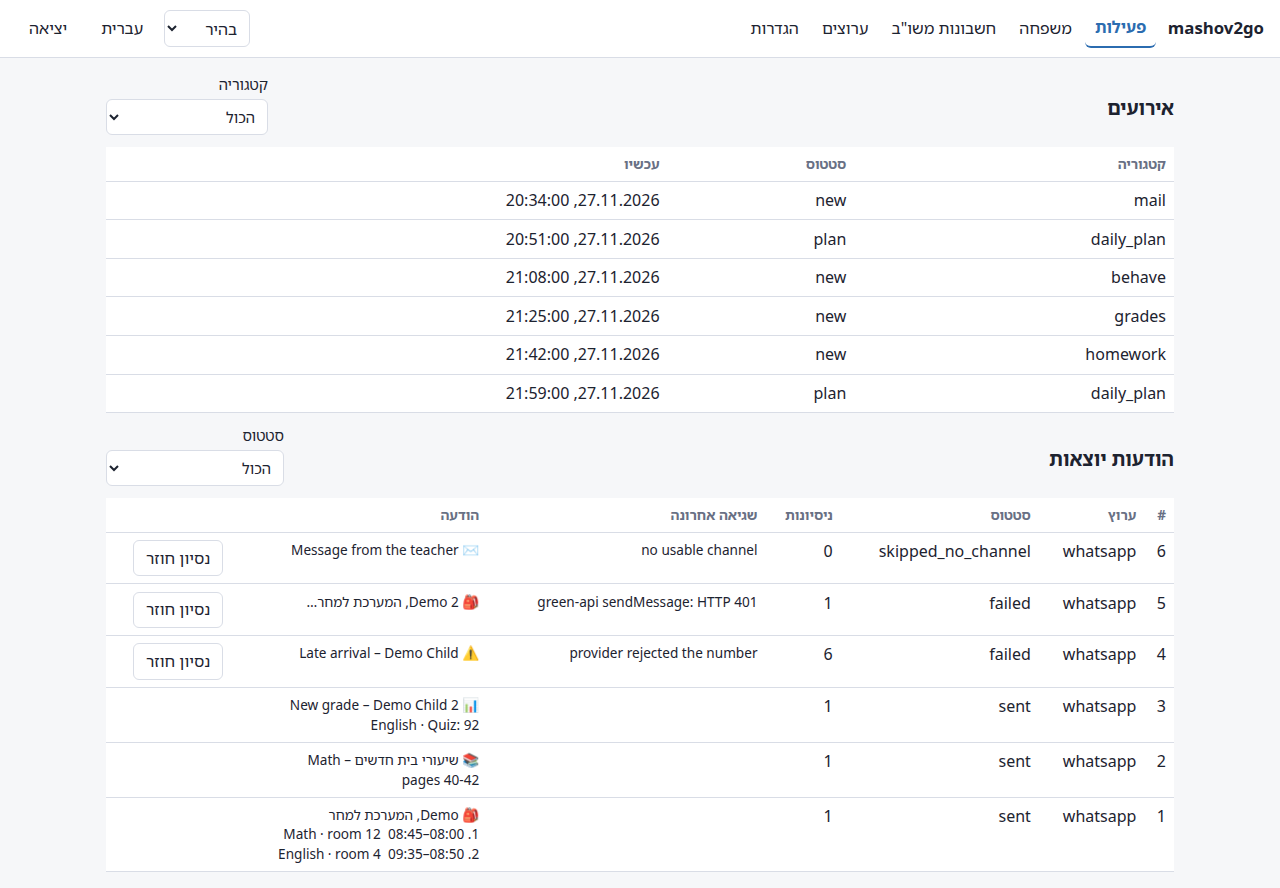 mashov2go פעילות משפחה חשבונות משו"ב ערוצים הגדרות בהיר עברית יציאה
אירועים
קטגוריה
הכול
קטגוריה סטטוס עכשיו
mail new 27.11.2026, 20:34:00
daily_plan plan 27.11.2026, 20:51:00
behave new 27.11.2026, 21:08:00
grades new 27.11.2026, 21:25:00
homework new 27.11.2026, 21:42:00
daily_plan plan 27.11.2026, 21:59:00
הודעות יוצאות
סטטוס
הכול
# ערוץ סטטוס ניסיונות שגיאה אחרונה הודעה
6 whatsapp skipped_no_channel 0 no usable channel ✉️ Message from the teacher נסיון חוזר
5 whatsapp failed 1 green-api sendMessage: HTTP 401 🎒 Demo 2, המערכת למחר... נסיון חוזר
4 whatsapp failed 6 provider rejected the number ⚠️ Late arrival – Demo Child נסיון חוזר
3 whatsapp sent 1 📊 New grade – Demo Child 2
English · Quiz: 92
2 whatsapp sent 1 📚 שיעורי בית חדשים – Math
pages 40-42
1 whatsapp sent 1 🎒 Demo, המערכת למחר
1. 08:00–08:45 Math · room 12
2. 08:50–09:35 English · room 4